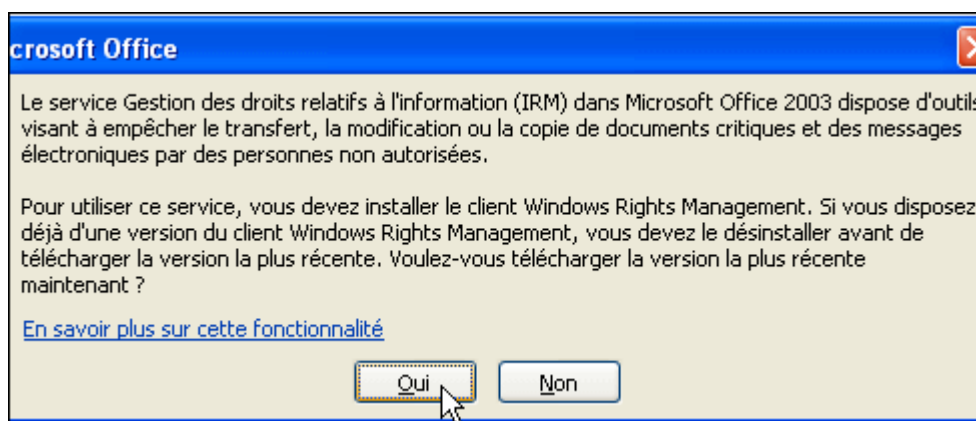 crosoft Office
Le service Gestion des droits relatifs à l'information (IRM) dans Microsoft Office 2003 dispose d'outils
visant à empêcher le transfert, la modification ou la copie de documents critiques et des messages
électroniques par des personnes non autorisées.
Pour utiliser ce service, vous devez installer le client Windows Rights Management. Si vous disposez
déjà d'une version du client Windows Rights Management, vous devez le désinstaller avant de
télécharger la version la plus récente. Voulez-vous télécharger la version la plus récente
maintenant ?
En savoir plus sur cette fonctionnalité
Oui Non